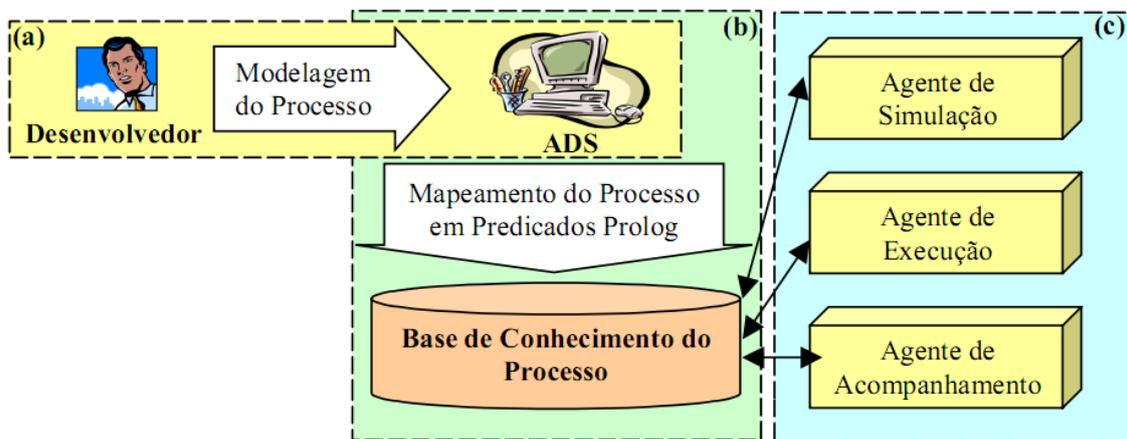 (a)
Desenvolvedor
Modelagem
do Processo
ADS
(b)
Mapeamento do Processo
em Predicados Prolog
Base de Conhecimento do
Processo
(c)
Agente de
Simulação
Agente de
Execução
Agente de
Acompanhamento